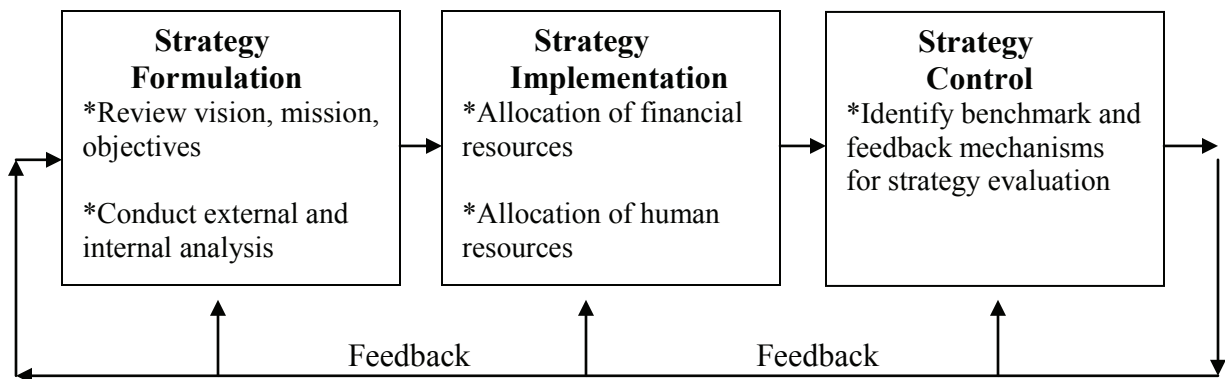 Strategy
Formulation
*Review vision, mission,
objectives
*Conduct external and
internal analysis
Strategy
Implementation
*Allocation of financial
resources
*Allocation of human
resources
Strategy
Control
*Identify benchmark and
feedback mechanisms
for strategy evaluation
Feedback
Feedback